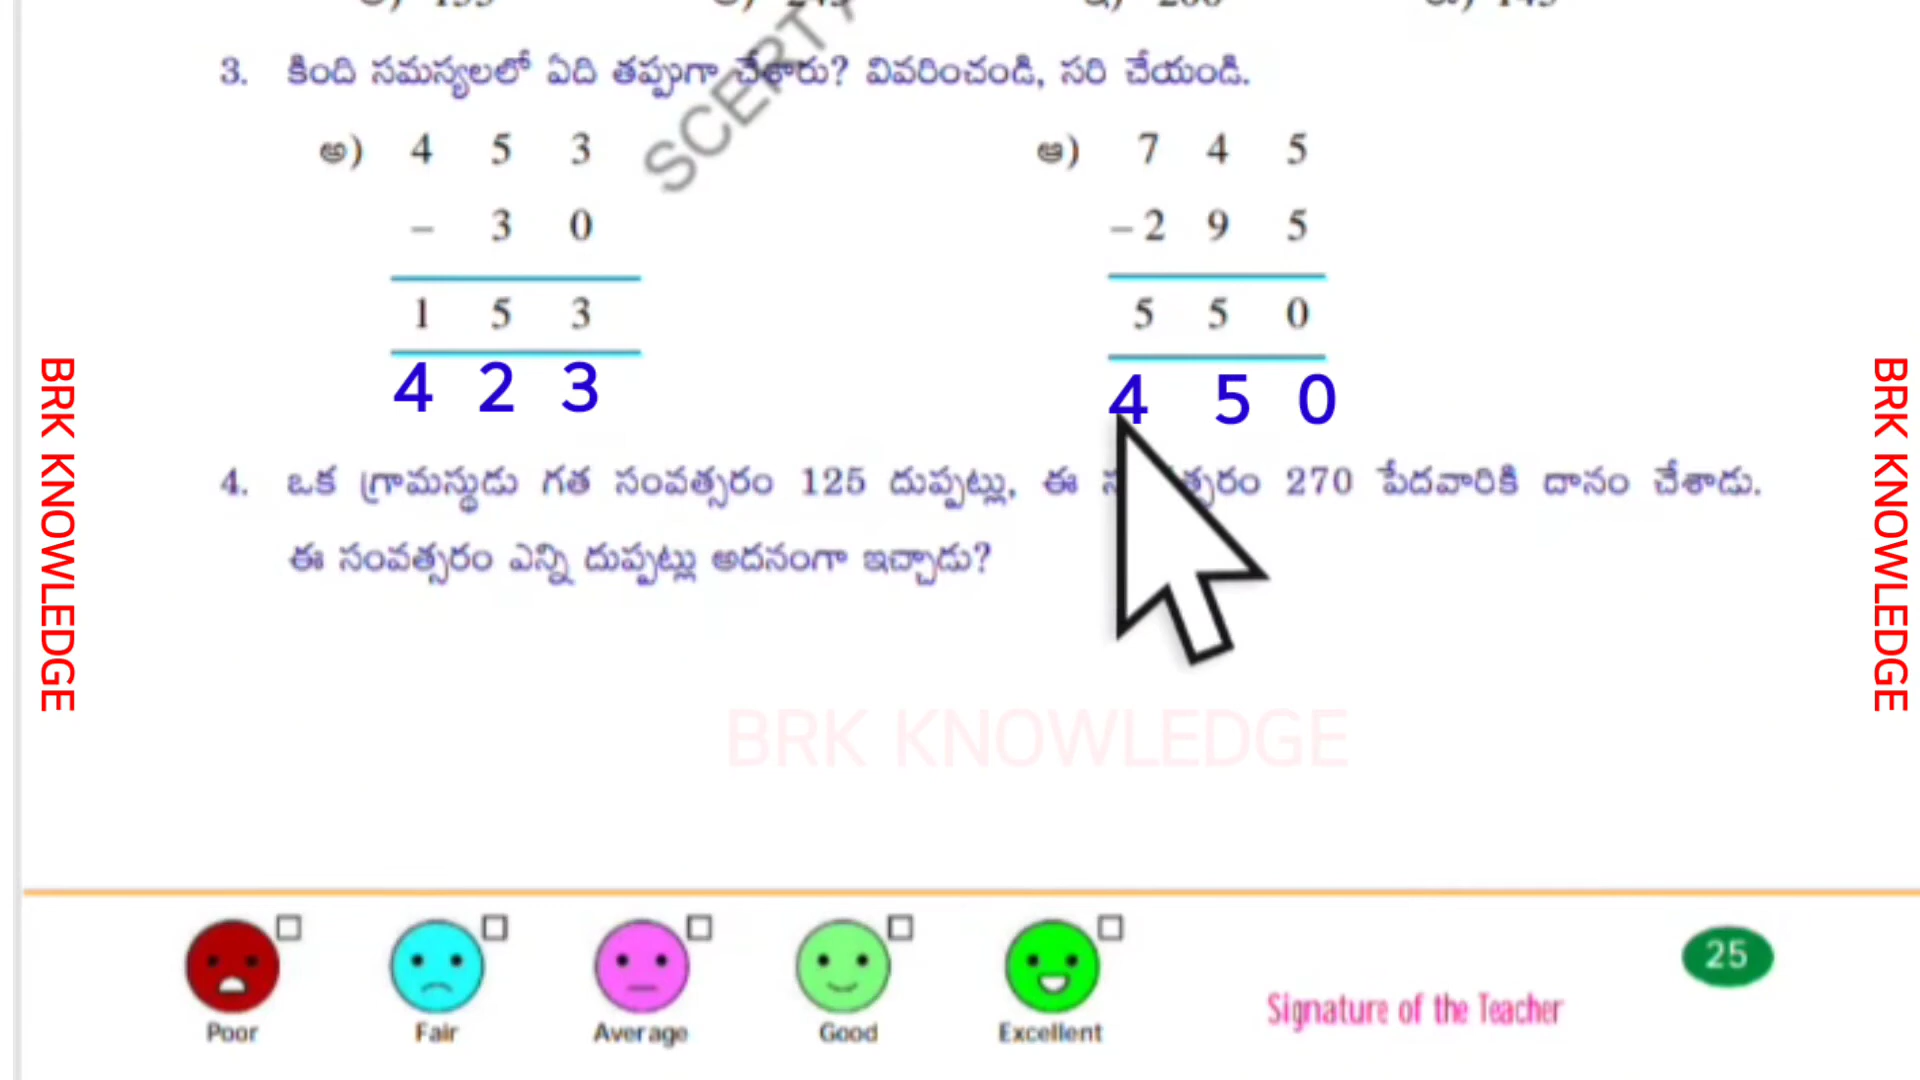 3. కింది సమస్యలలో ఏది తప్పుగా చేశారు? వివరించండి, సరి చేయండి.
అ) 4 5 3
ఆ) 7 4 5
– 3 0
– 2 9 5
1 5 3
5 5 0
4 2 3
4 5 0
4. ఒక గ్రామస్థుడు గత సంవత్సరం 125 దుప్పట్లు, ఈ 270 పేదవారికి దానం చేశాడు.
ఈ సంవత్సరం ఎన్ని దుప్పట్లు అదనంగా ఇచ్చాడు?
SCERT
BRK KNOWLEDGE
BRK KNOWLEDGE
BRK KNOWLEDGE
Poor Fair Average Good Excellent
Signature of the Teacher
25